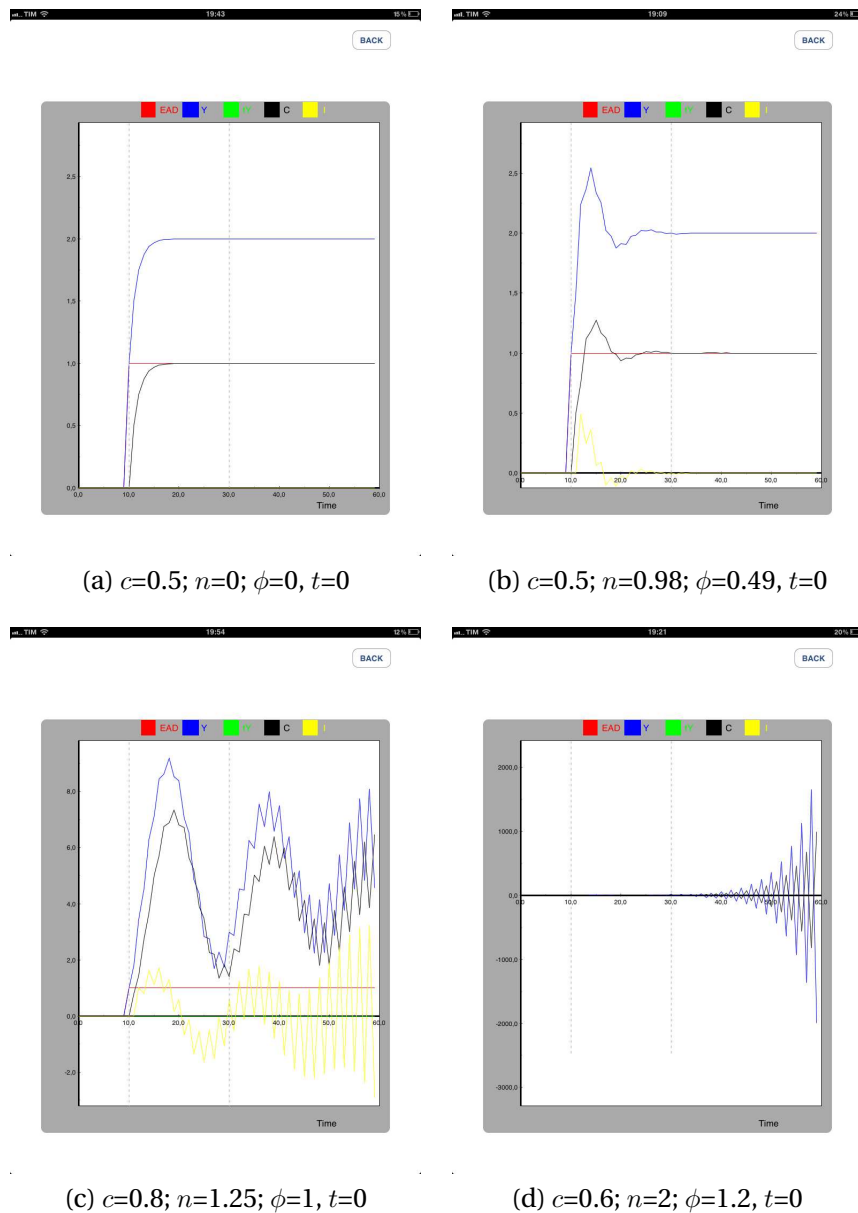 ...TIM 19:43 15%
BACK
EAD Y IY C I
2,5
2,0
1,5
1,0
0,5
0,0
0,0 10,0 20,0 30,0 40,0 50,0 60,0
Time
(a) c=0.5; n=0; ϕ=0, t=0
...TIM 19:09 24%
BACK
EAD Y IY C I
2,5
2,0
1,5
1,0
0,5
0,0
0,0 10,0 20,0 30,0 40,0 50,0 60,0
Time
(b) c=0.5; n=0.98; ϕ=0.49, t=0
...TIM 19:54 12%
BACK
EAD Y IY C I
8,0
6,0
4,0
2,0
0,0
0,0 10,0 20,0 30,0 40,0 50,0 60,0
-2,0
Time
(c) c=0.8; n=1.25; ϕ=1, t=0
...TIM 19:21 20%
BACK
EAD Y IY C I
2000,0
1000,0
0,0
0,0 10,0 20,0 30,0 40,0 50,0 60,0
-1000,0
-2000,0
-3000,0
Time
(d) c=0.6; n=2; ϕ=1.2, t=0